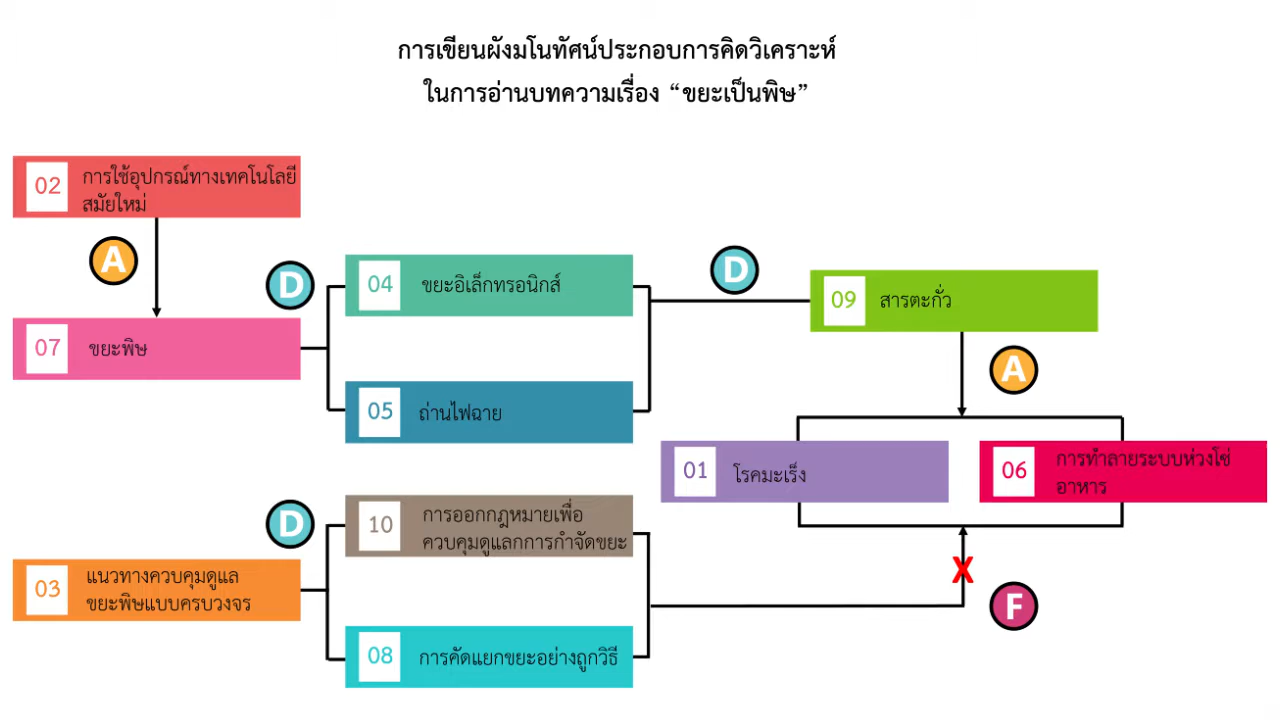 การเขียนผังมโนทัศน์ประกอบการคิดวิเคราะห์
ในการอ่านบทความเรื่อง “ขยะเป็นพิษ”
02
การใช้อุปกรณ์ทางเทคโนโลยี
สมัยใหม่
A
07
ขยะพิษ
D
04
ขยะอิเล็กทรอนิกส์
05
ถ่านไฟฉาย
D
09
สารตะกั่ว
A
01
โรคมะเร็ง
06
การทำลายระบบห่วงโซ่
อาหาร
03
แนวทางควบคุมดูแล
ขยะพิษแบบครบวงจร
D
10
การออกกฎหมายเพื่อ
ควบคุมดูแลกการกำจัดขยะ
08
การคัดแยกขยะอย่างถูกวิธี
X
F